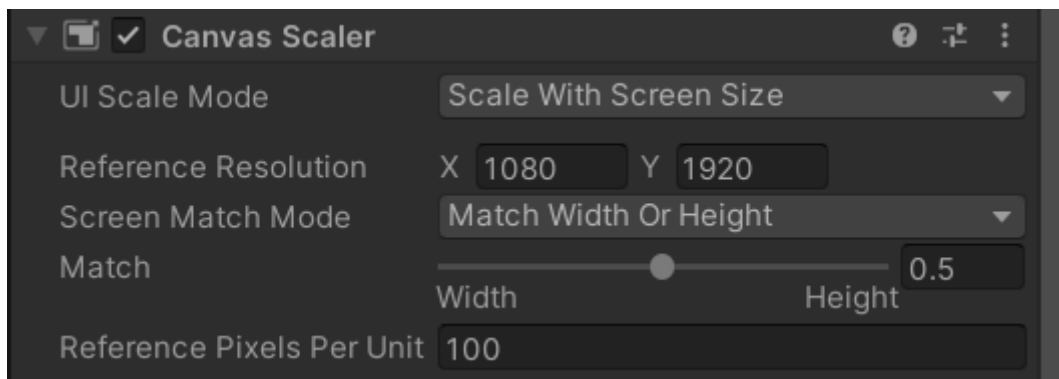 Canvas Scaler
UI Scale Mode Scale With Screen Size
Reference Resolution X 1080 Y 1920
Screen Match Mode Match Width Or Height
Match 0.5
Width Height
Reference Pixels Per Unit 100